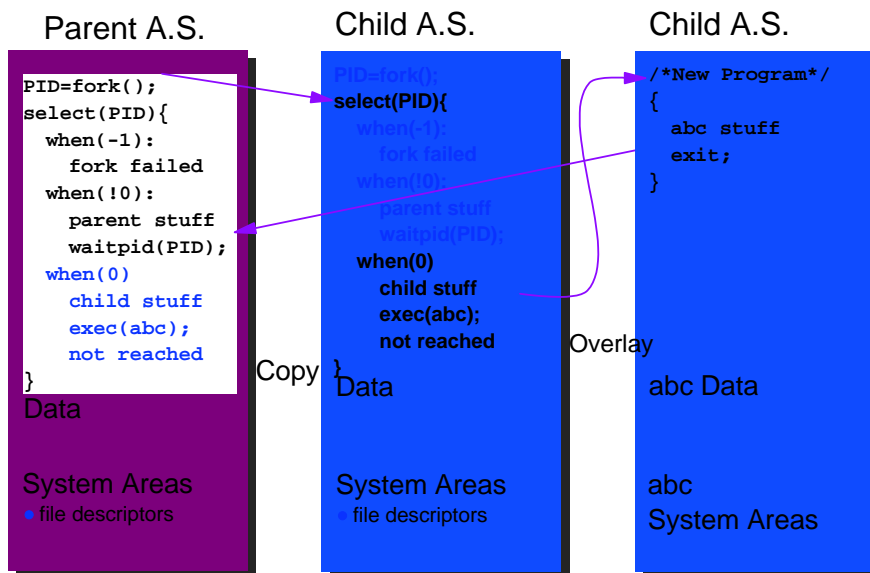 Parent A.S.
PID=fork();
select(PID){
when(-1):
fork failed
when(!0):
parent stuff
waitpid(PID);
when(0)
child stuff
exec(abc);
not reached
}
Data
System Areas
file descriptors
Copy
Child A.S.
PID=fork();
select(PID){
when(-1):
fork failed
when(!0):
parent stuff
waitpid(PID);
when(0)
child stuff
exec(abc);
not reached
}
Data
System Areas
file descriptors
Overlay
Child A.S.
/*New Program*/
{
abc stuff
exit;
}
abc Data
abc
System Areas